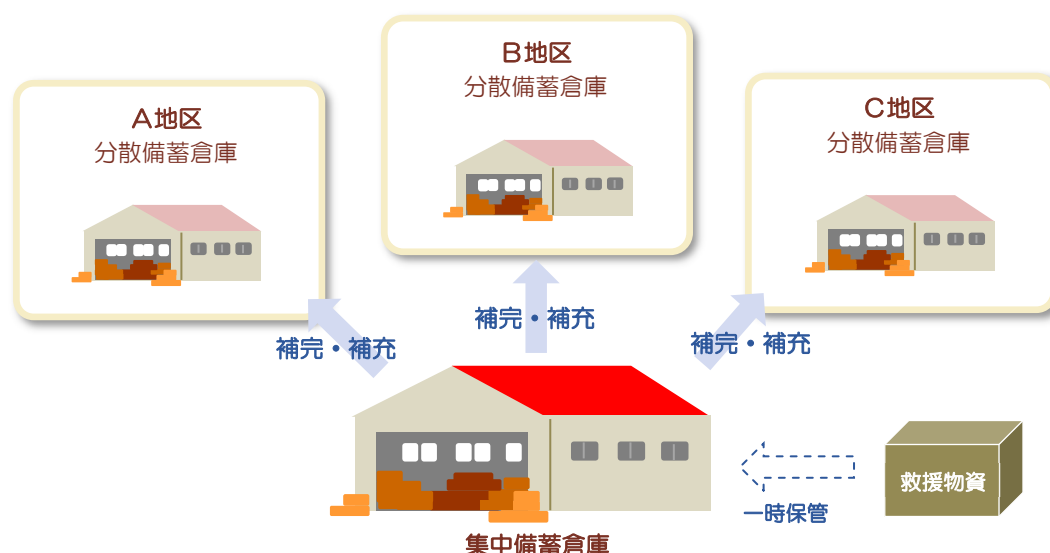 B地区
分散備蓄倉庫
A地区
分散備蓄倉庫
C地区
分散備蓄倉庫
補完・補充
補完・補充
補完・補充
救援物資
一時保管
集中備蓄倉庫